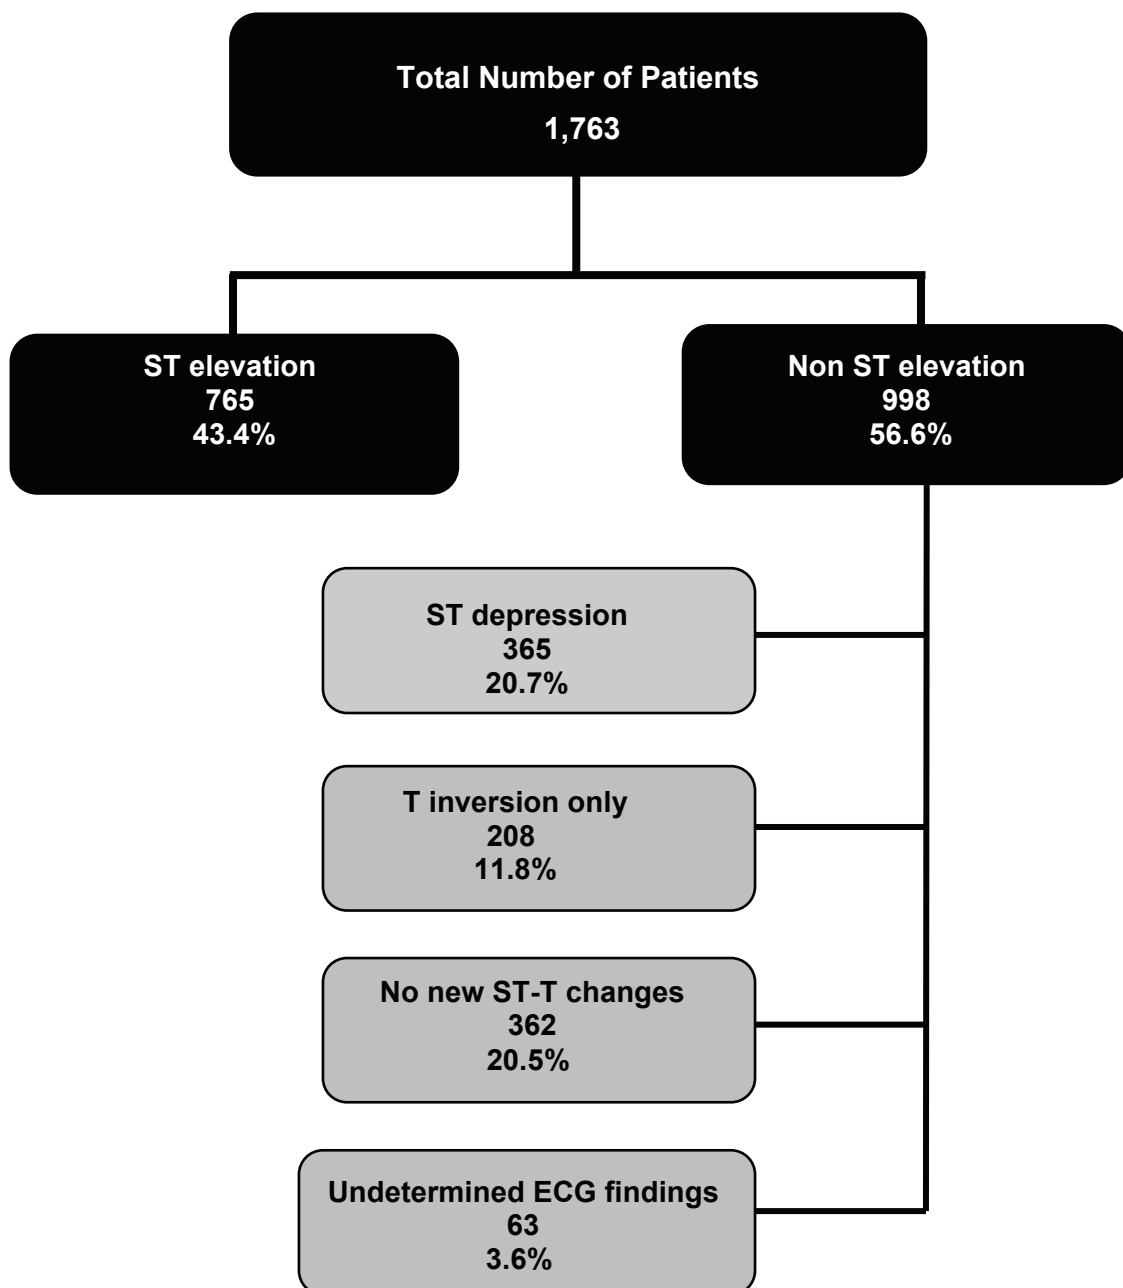 Total Number of Patients
1,763
ST elevation
765
43.4%
Non ST elevation
998
56.6%
ST depression
365
20.7%
T inversion only
208
11.8%
No new ST-T changes
362
20.5%
Undetermined ECG findings
63
3.6%